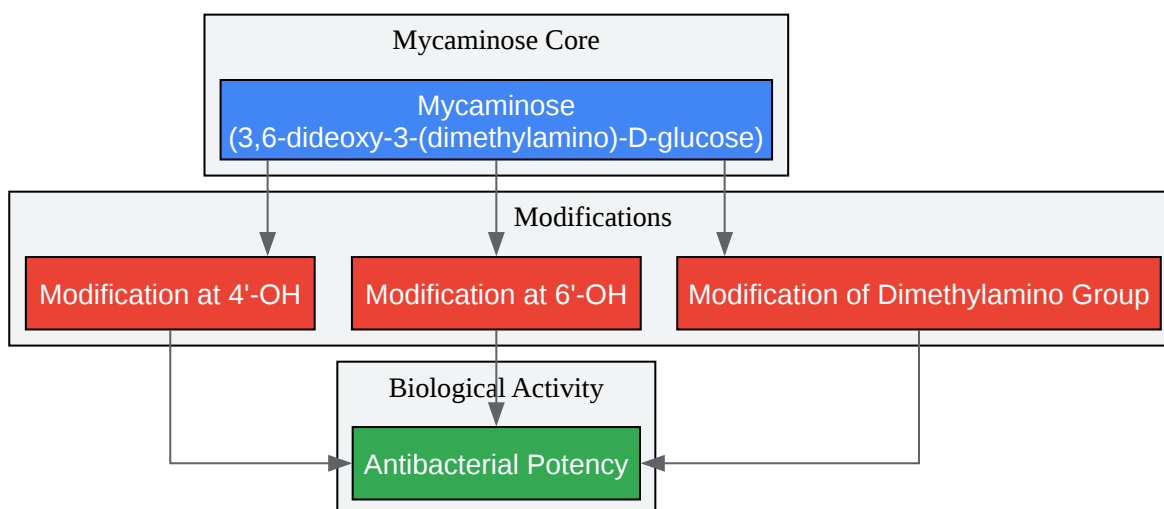 Mycaminose Core
Mycaminose
(3,6-dideoxy-3-(dimethylamino)-D-glucose)
Modifications
Modification at 4'-OH
Modification at 6'-OH
Modification of Dimethylamino Group
Biological Activity
Antibacterial Potency